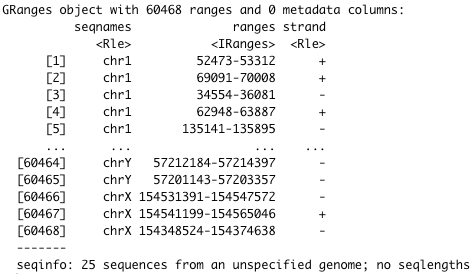 GRanges object with 60468 ranges and 0 metadata columns:
seqnames ranges strand
<Rle> <IRanges> <Rle>
[1] chr1 52473-53312 +
[2] chr1 69091-70008 +
[3] chr1 34554-36081 -
[4] chr1 62948-63887 +
[5] chr1 135141-135895 -
... ... ... ...
[60464] chrY 57212184-57214397 -
[60465] chrY 57201143-57203357 -
[60466] chrX 154531391-154547572 -
[60467] chrX 154541199-154565046 +
[60468] chrX 154348524-154374638 -
-------
seqinfo: 25 sequences from an unspecified genome; no seqlengths